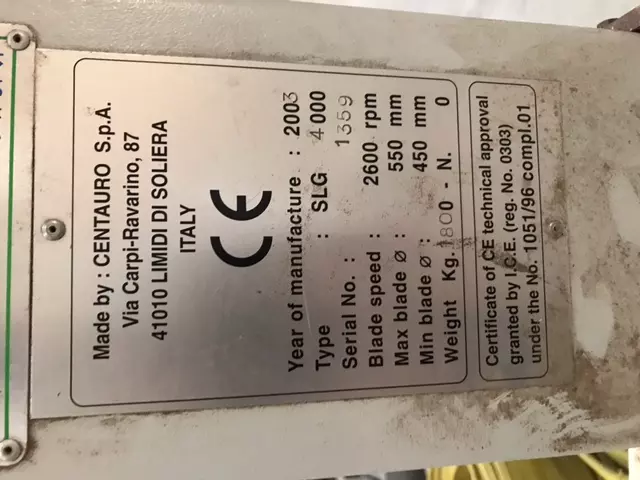 Made by : CENTAURO S.p.A.
Via Carpi-Ravarino, 87
41010 LIMIDI DI SOLIERA
ITALY
CE
Year of manufacture : 2003
Type : SLG 4000
Serial No. : 1359
Blade speed : 2600 rpm
Max blade Ø : 550 mm
Min blade Ø : 450 mm
Weight Kg. 1800 - N. 0
Certificate of CE technical approval
granted by I.C.E. (reg. No. 0303)
under the No. 1051/96 compl.01